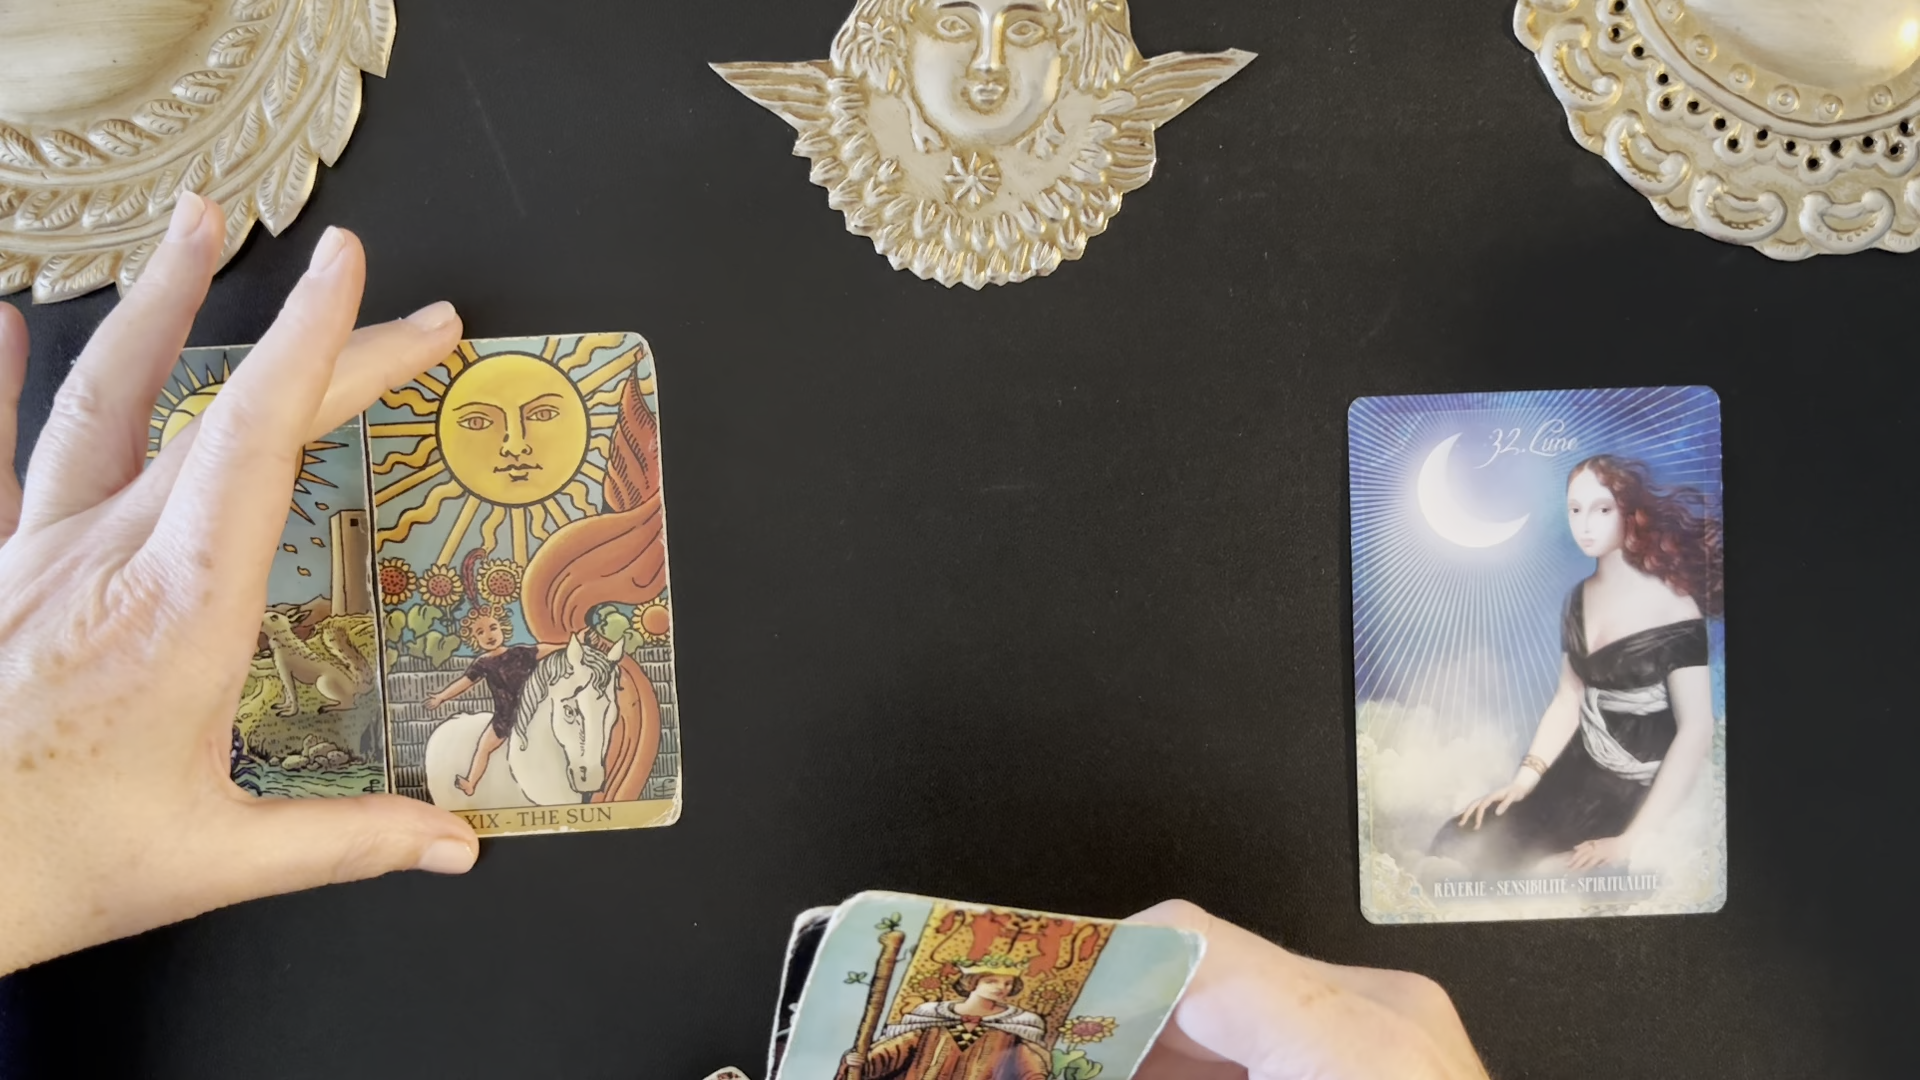 32. Lune
XIX - THE SUN
RÊVERIE - SENSIBILITÉ - SPIRITUALITÉ